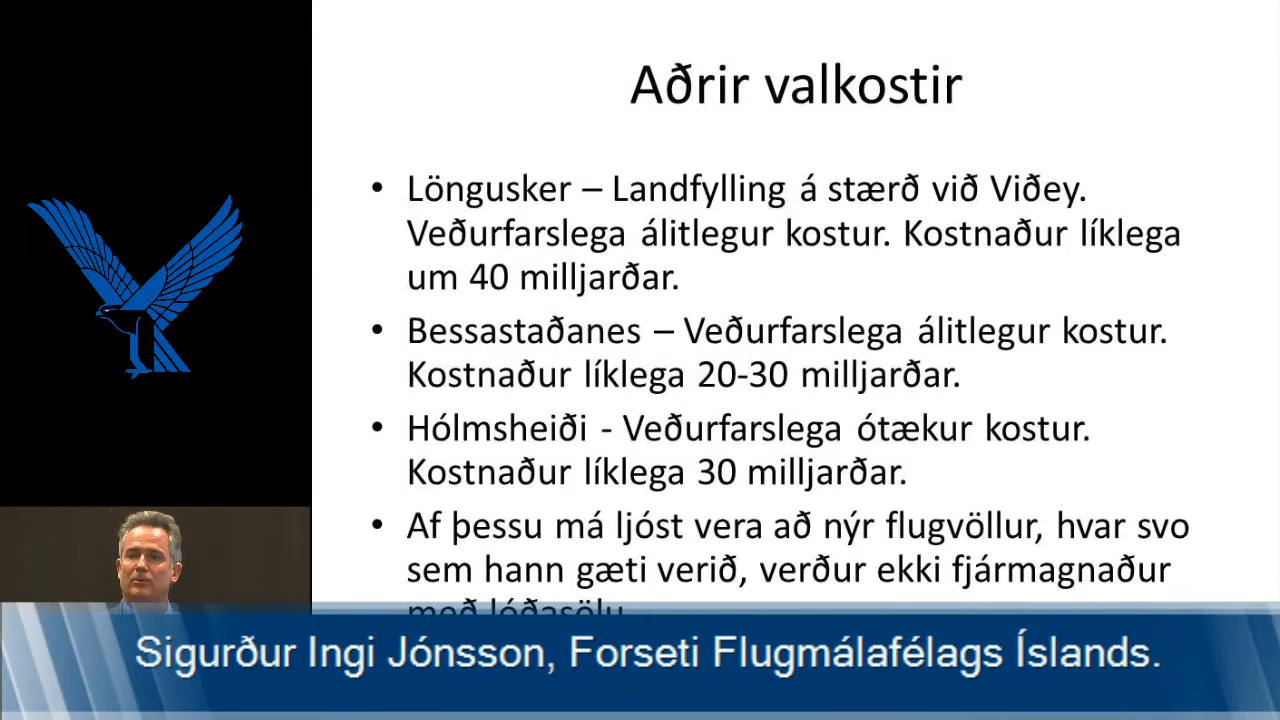 Aðrir valkostir
• Löngusker – Landfylling á stærð við Viðey.
Veðurfarslega álitlegur kostur. Kostnaður líklega
um 40 milljarðar.
• Bessastaðanes – Veðurfarslega álitlegur kostur.
Kostnaður líklega 20-30 milljarðar.
• Hólmsheiði - Veðurfarslega ótækur kostur.
Kostnaður líklega 30 milljarðar.
• Af þessu má ljóst vera að nýr flugvöllur, hvar svo
sem hann gæti verið, verður ekki fjármagnaður
með lóðasölu
Sigurður Ingi Jónsson, Forseti Flugmálafélags Íslands.